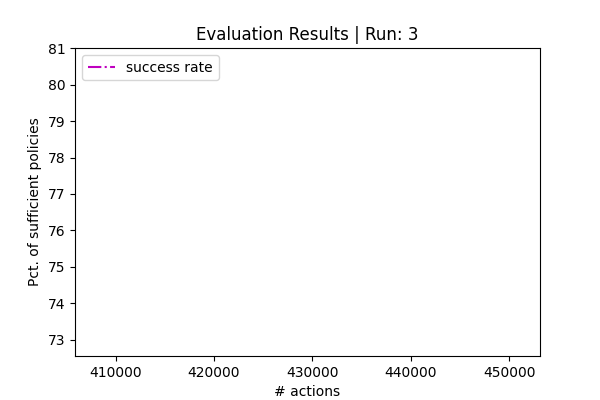 Evaluation Results | Run: 3
success rate
Pct. of sufficient policies
81
80
79
78
77
76
75
74
73
410000 420000 430000 440000 450000
# actions